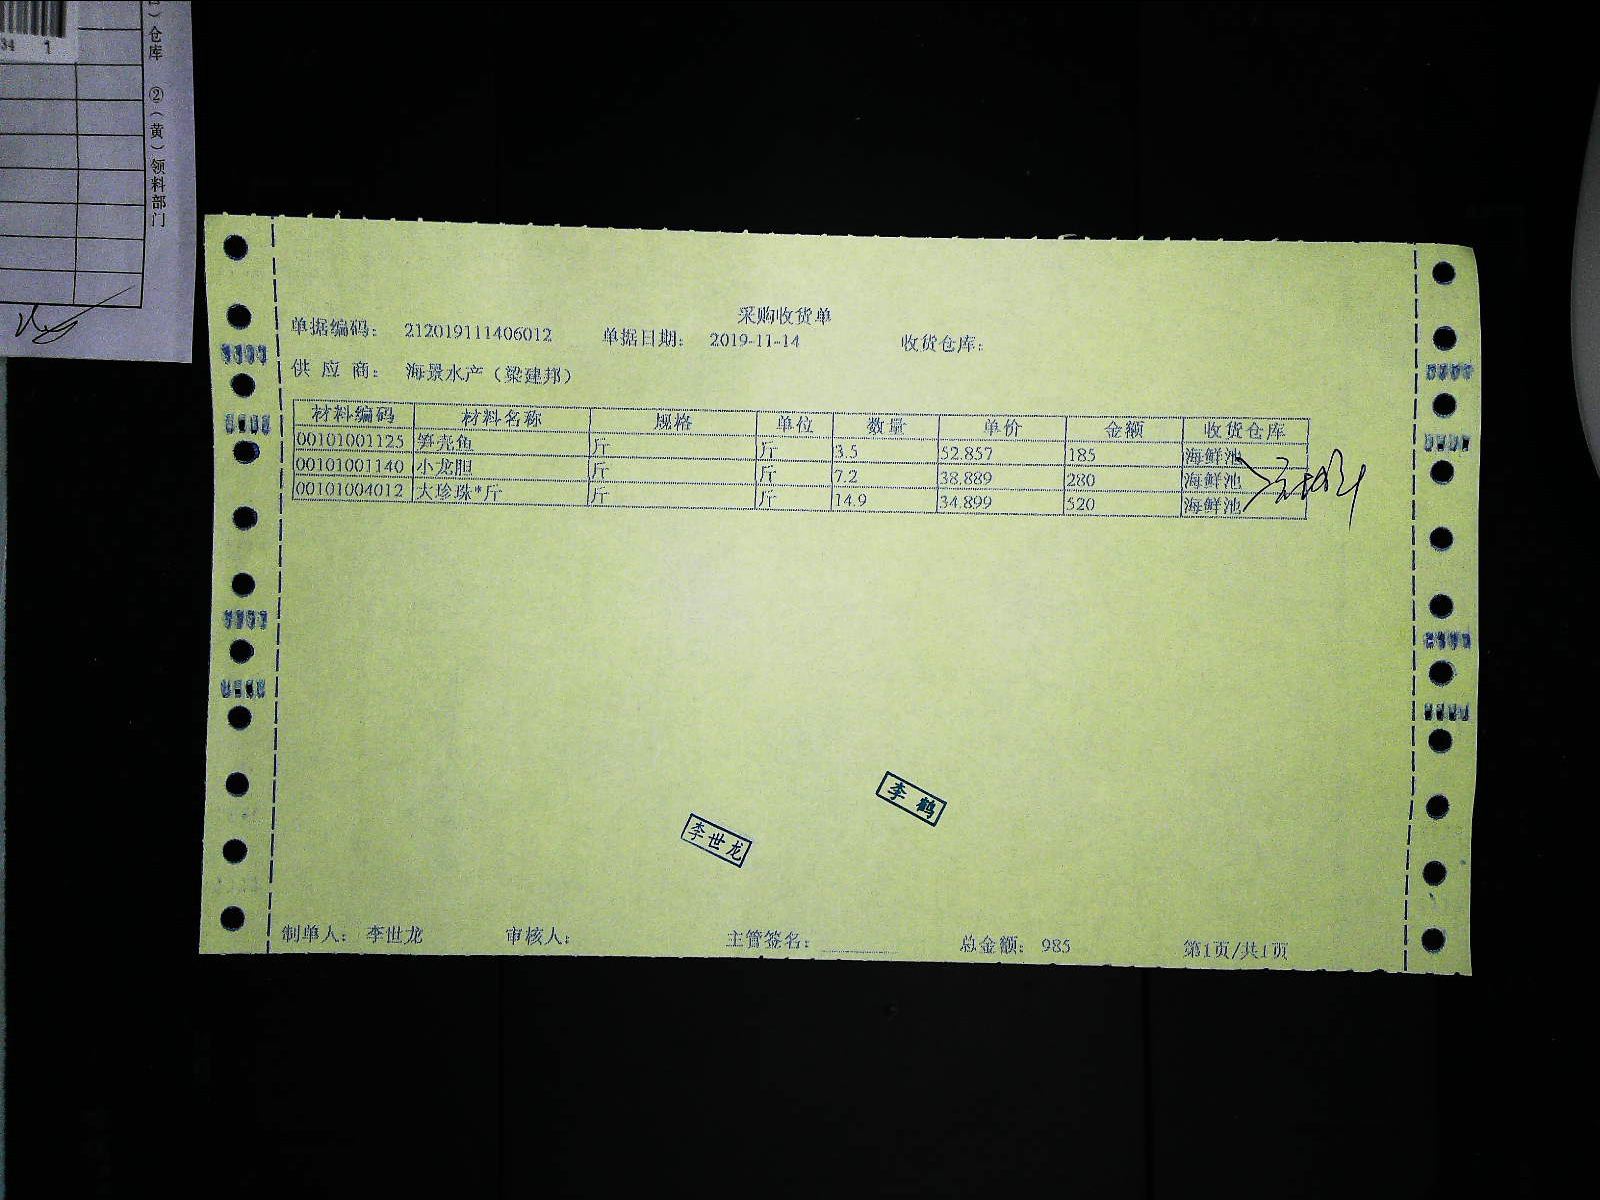 34 1
仓库 ②(黄)领料部门
采购收货单
单据编码: 212019111406012 单据日期: 2019-11-14 收货仓库:
供应商: 海景水产(梁建邦)
材料编码 材料名称 规格 单位 数量 单价 金额 收货仓库
00101001125 笋壳鱼 斤 斤 3.5 52.857 185 海鲜池
00101001140 小龙胆 斤 斤 7.2 38.889 280 海鲜池
00101004012 大珍珠*斤 斤 斤 14.9 34.899 520 海鲜池
李鹤
李世龙
制单人: 李世龙 审核人: 主管签名: 总金额: 985 第1页/共1页